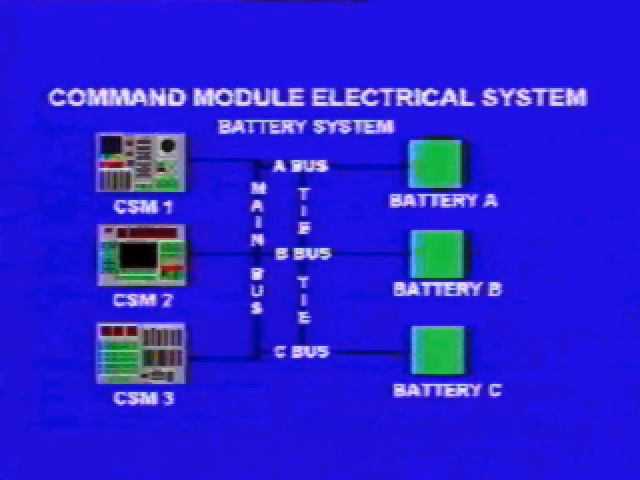 COMMAND MODULE ELECTRICAL SYSTEM
BATTERY SYSTEM
A BUS
CSM 1
BATTERY A
MAIN BUS
TIE
B BUS
CSM 2
BATTERY B
TIE
C BUS
CSM 3
BATTERY C